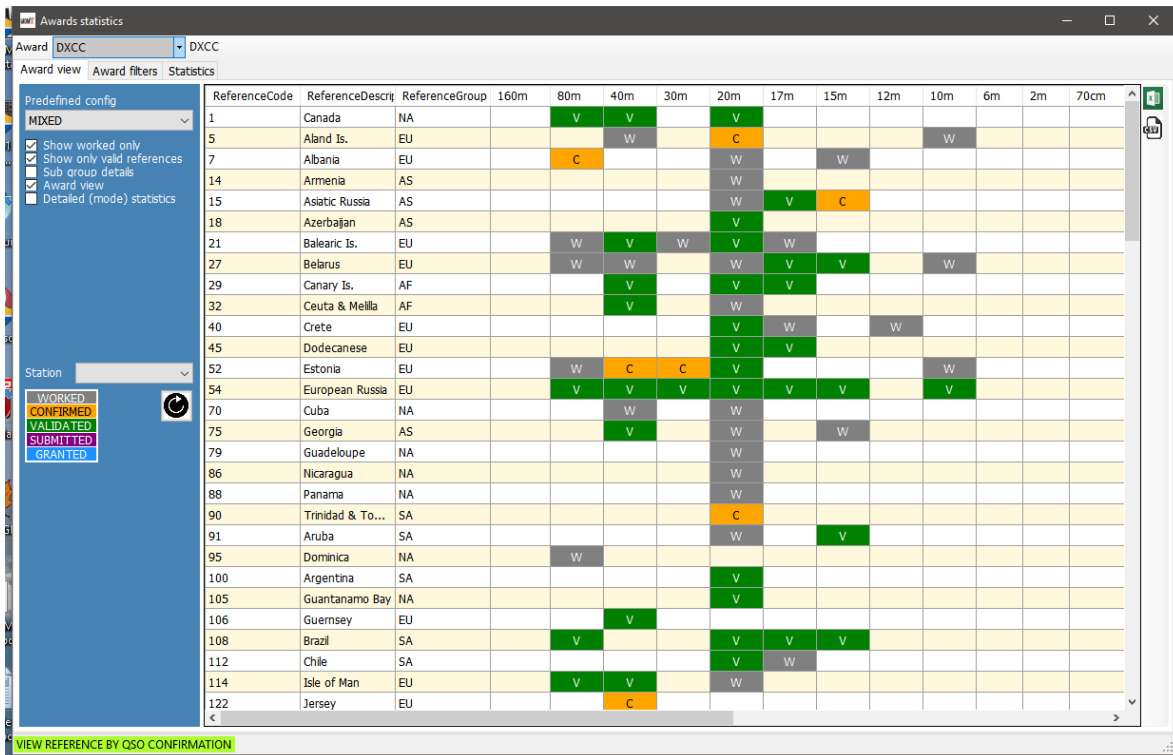 Awards statistics
Award DXCC DXCC
Award view Award filters Statistics
Predefined config
MIXED
Show worked only
Show only valid references
Sub group details
Award view
Detailed (mode) statistics
Station
WORKED
CONFIRMED
VALIDATED
SUBMITTED
GRANTED
ReferenceCode ReferenceDescrip ReferenceGroup 160m 80m 40m 30m 20m 17m 15m 12m 10m 6m 2m 70cm
1 Canada NA V V V
5 Aland Is. EU W C W
7 Albania EU C W W
14 Armenia AS W
15 Asiatic Russia AS W V C
18 Azerbaijan AS V
21 Balearic Is. EU W V W V W
27 Belarus EU W W W V V W
29 Canary Is. AF V V V
32 Ceuta & Melilla AF V W
40 Crete EU V W W
45 Dodecanese EU V V
52 Estonia EU W C C V W
54 European Russia EU V V V V V V V
70 Cuba NA W W
75 Georgia AS V W W
79 Guadeloupe NA W
86 Nicaragua NA W
88 Panama NA W
90 Trinidad & To... SA C
91 Aruba SA W V
95 Dominica NA W
100 Argentina SA V
105 Guantanamo Bay NA V
106 Guernsey EU V
108 Brazil SA V V V V
112 Chile SA V W
114 Isle of Man EU V V W
122 Jersey EU C
CSV
VIEW REFERENCE BY QSO CONFIRMATION